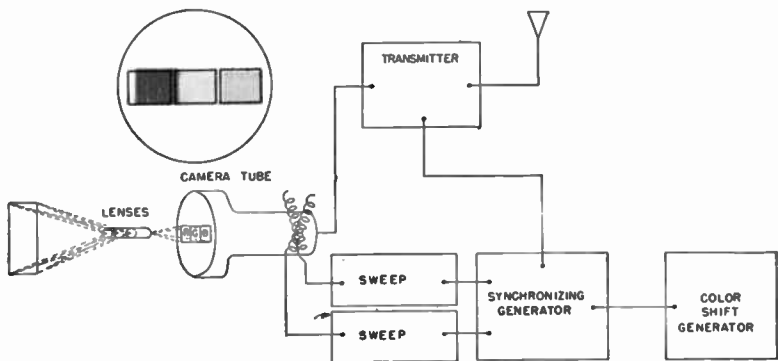 TRANSMITTER
CAMERA TUBE
LENSES
SWEEP
SYNCHRONIZING
GENERATOR
COLOR
SHIFT
GENERATOR
SWEEP